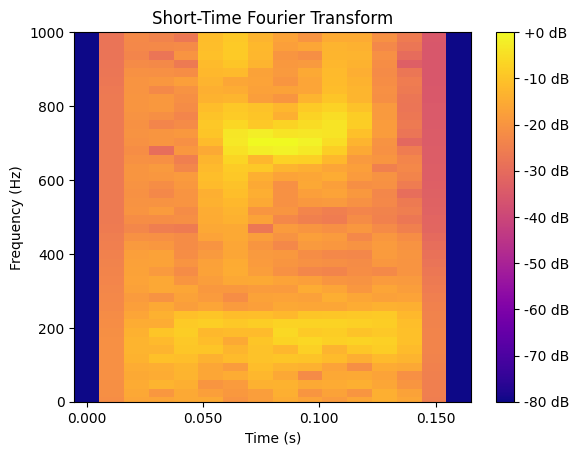 Short-Time Fourier Transform
Frequency (Hz)
1000
800
600
400
200
0
0.000
0.050
0.100
0.150
Time (s)
+0 dB
-10 dB
-20 dB
-30 dB
-40 dB
-50 dB
-60 dB
-70 dB
-80 dB